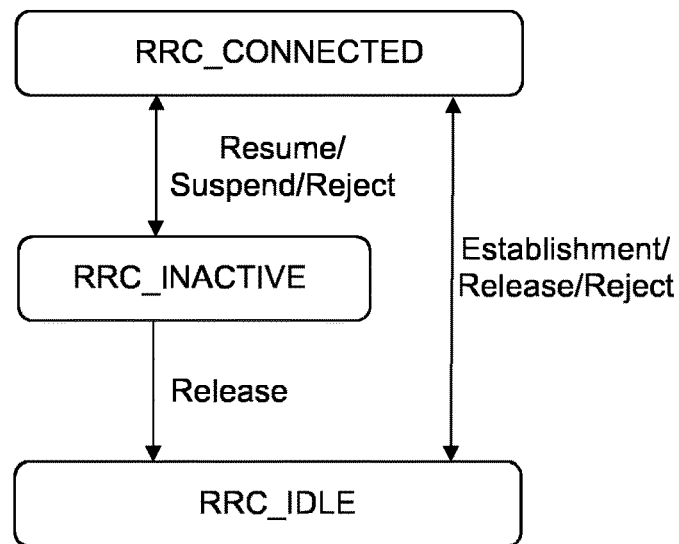 RRC_CONNECTED
Resume/
Suspend/Reject
Establishment/
Release/Reject
RRC_INACTIVE
Release
RRC_IDLE